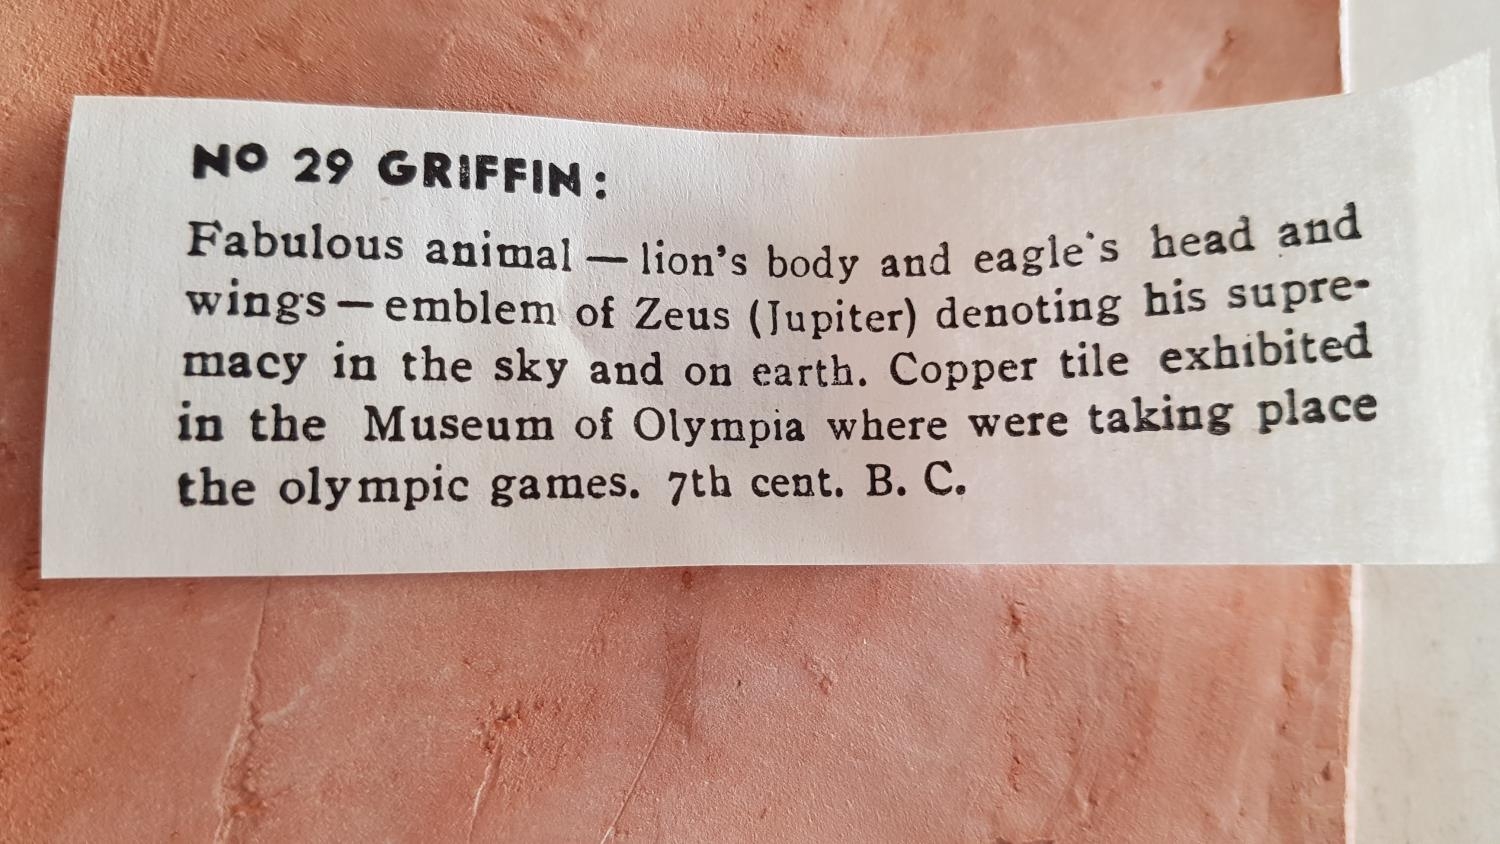 NO 29 GRIFFIN:
Fabulous animal — lion's body and eagle's head and
wings — emblem of Zeus (Jupiter) denoting his supre-
macy in the sky and on earth. Copper tile exhibited
in the Museum of Olympia where were taking place
the olympic games. 7th cent. B. C.